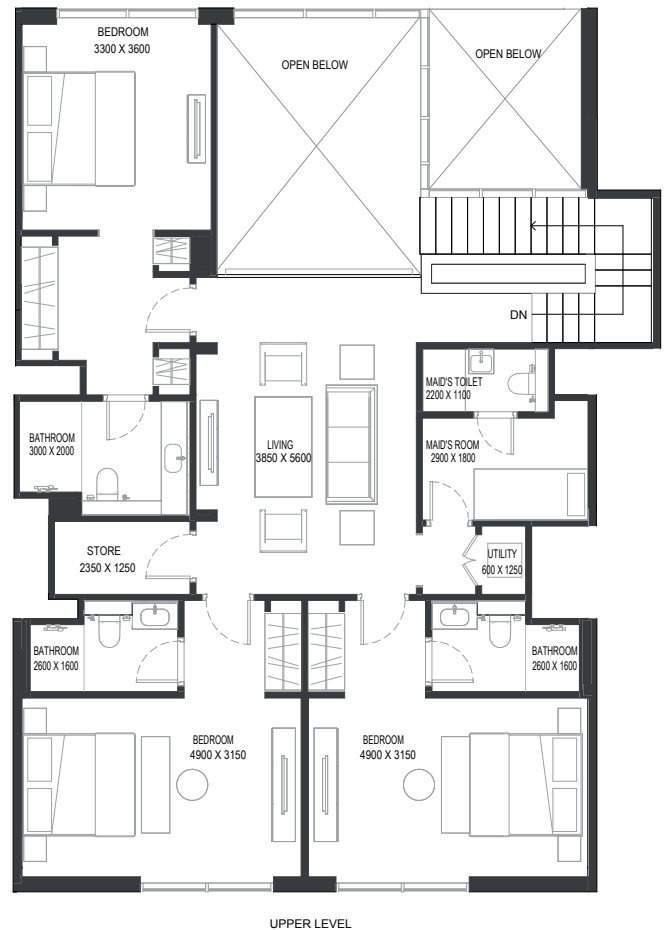 BEDROOM
3300 X 3600
OPEN BELOW
OPEN BELOW
DN
MAID'S TOILET
2200 X 1100
BATHROOM
3000 X 2000
LIVING
3850 X 5600
MAID'S ROOM
2900 X 1800
STORE
2350 X 1250
UTILITY
600 X 1250
BATHROOM
2600 X 1600
BATHROOM
2600 X 1600
BEDROOM
4900 X 3150
BEDROOM
4900 X 3150
UPPER LEVEL